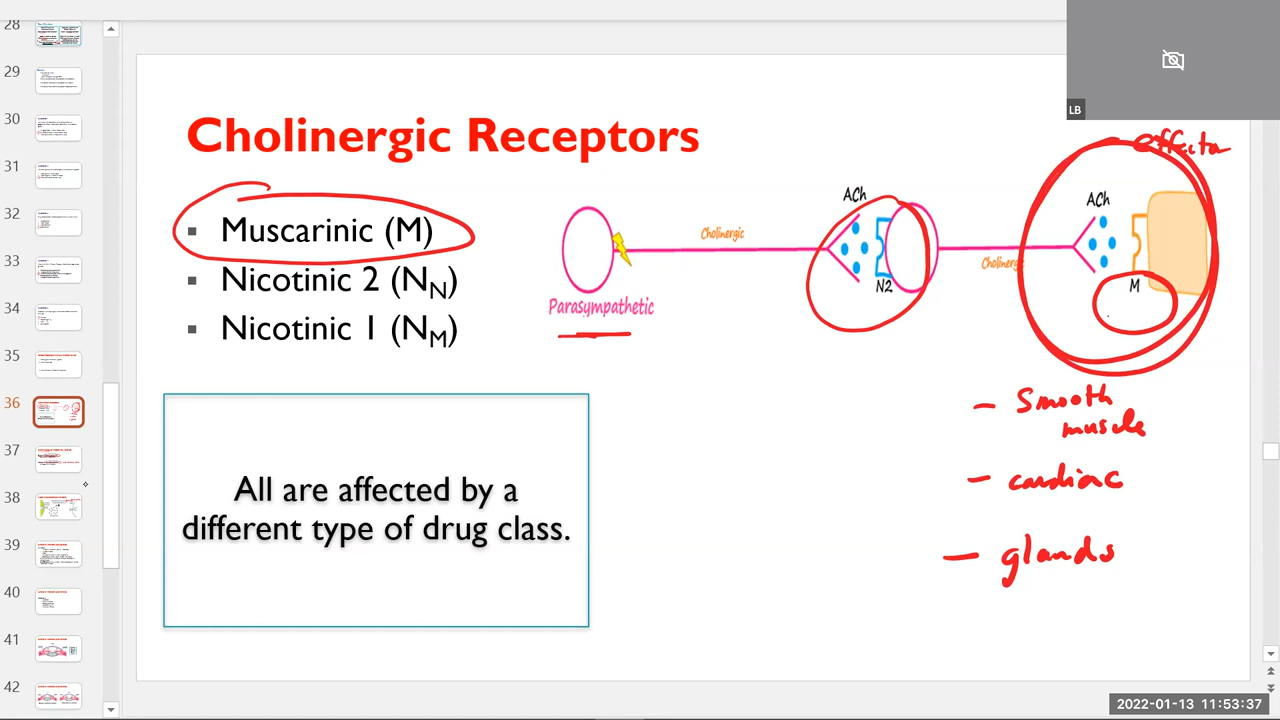 28
29
30
31
32
33
34
35
36
37
38
39
40
41
42
LB
Cholinergic Receptors
effector
▪ Muscarinic (M)
▪ Nicotinic 2 (NN)
▪ Nicotinic 1 (NM)
ACh
ACh
Cholinergic
Cholinergic
N2
M
Parasympathetic
All are affected by a
different type of drug class.
- Smooth
muscle
- cardiac
- glands
2022-01-13 11:53:37